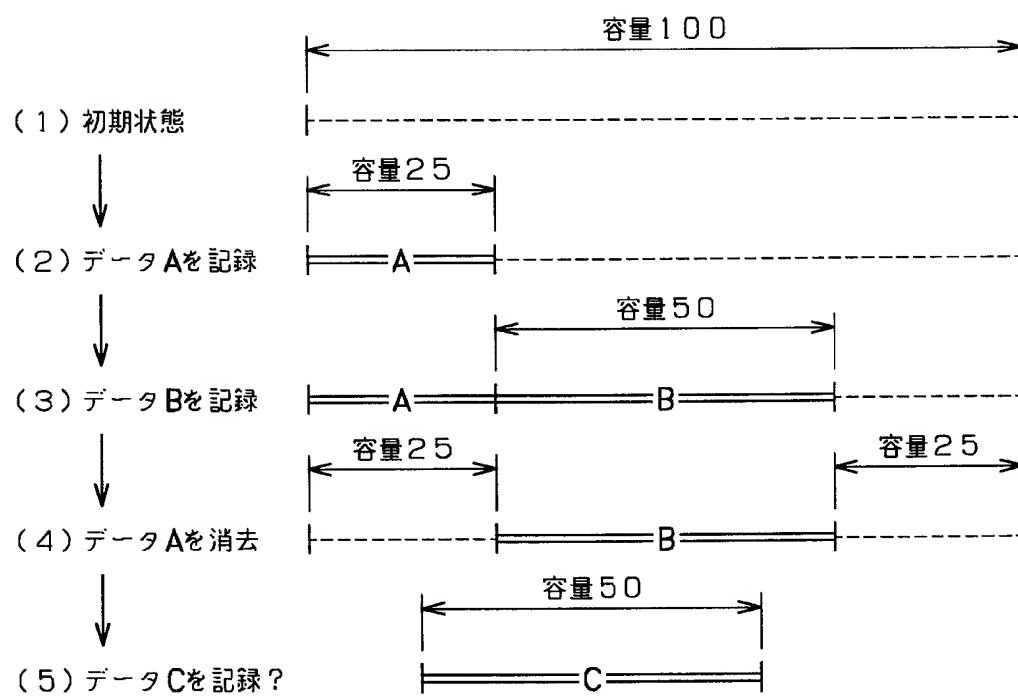 容量100
(1)初期状態
容量25
(2)データAを記録 A
容量50
(3)データBを記録 A B
容量25 容量25
(4)データAを消去 B
容量50
(5)データCを記録? C